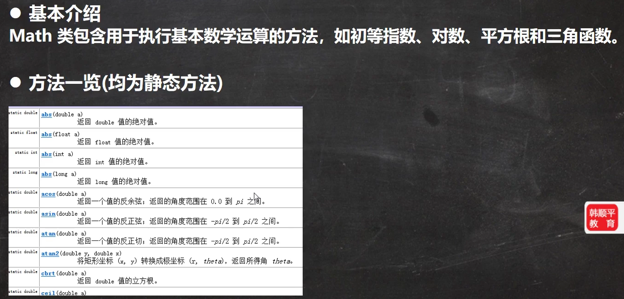 ● 基本介绍
Math 类包含用于执行基本数学运算的方法，如初等指数、对数、平方根和三角函数。
● 方法一览(均为静态方法)
static double abs(double a)
返回 double 值的绝对值。
static float abs(float a)
返回 float 值的绝对值。
static int abs(int a)
返回 int 值的绝对值。
static long abs(long a)
返回 long 值的绝对值。
static double acos(double a)
返回一个值的反余弦；返回的角度范围在 0.0 到 pi 之间。
static double asin(double a)
返回一个值的反正弦；返回的角度范围在 -pi/2 到 pi/2 之间。
static double atan(double a)
返回一个值的反正切；返回的角度范围在 -pi/2 到 pi/2 之间。
static double atan2(double y, double x)
将矩形坐标 (x, y) 转换成极坐标 (r, theta)，返回所得角 theta。
static double cbrt(double a)
返回 double 值的立方根。
static double ceil(double a)
韩顺平
教 育